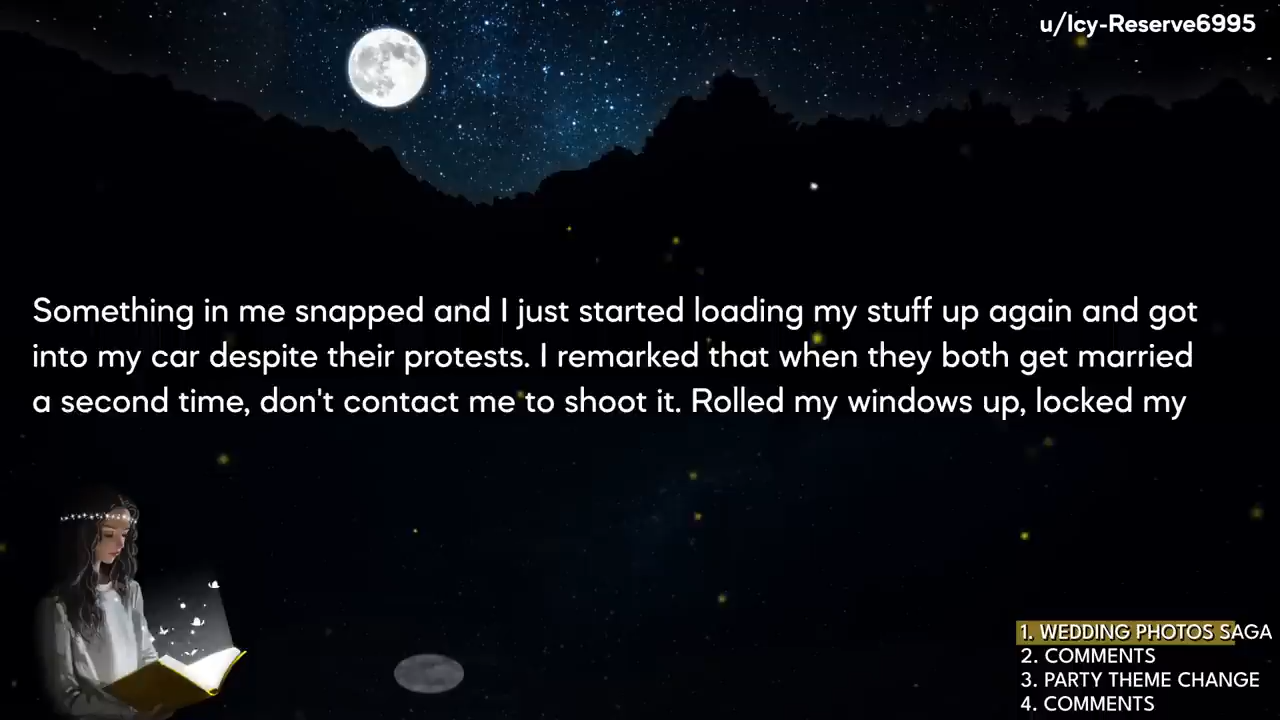 u/Icy-Reserve6995
Something in me snapped and I just started loading my stuff up again and got
into my car despite their protests. I remarked that when they both get married
a second time, don't contact me to shoot it. Rolled my windows up, locked my
1. WEDDING PHOTOS SAGA
2. COMMENTS
3. PARTY THEME CHANGE
4. COMMENTS